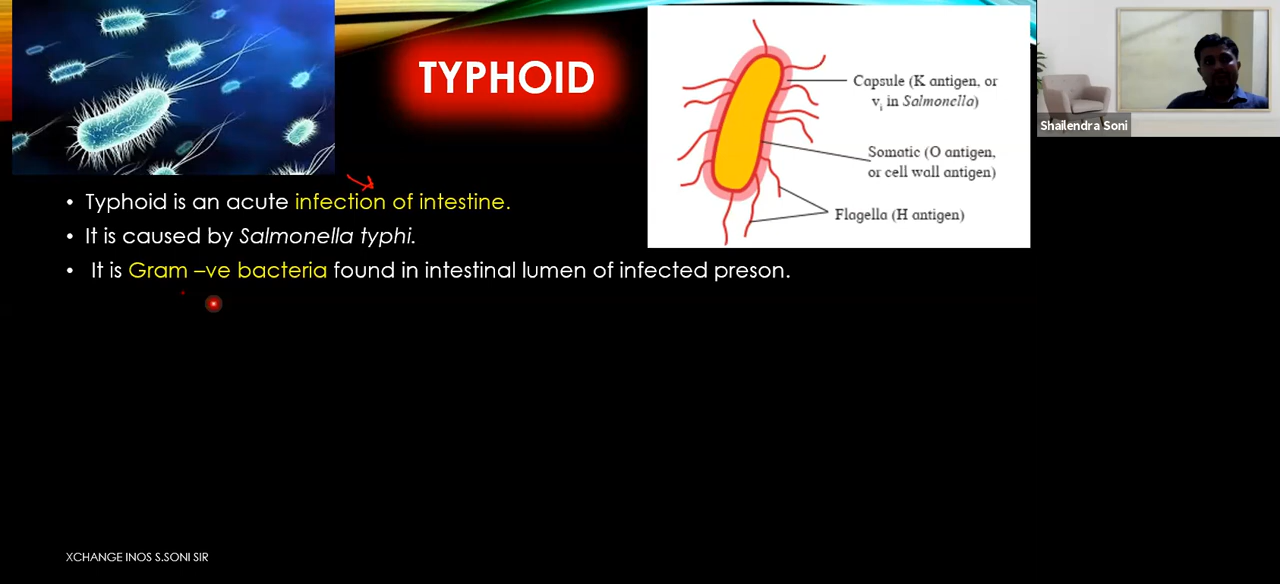 TYPHOID
Capsule (K antigen, or
vi in Salmonella)
Somatic (O antigen,
or cell wall antigen)
Flagella (H antigen)
Shailendra Soni
• Typhoid is an acute infection of intestine.
• It is caused by Salmonella typhi.
• It is Gram –ve bacteria found in intestinal lumen of infected preson.
XCHANGE INOS S.SONI SIR